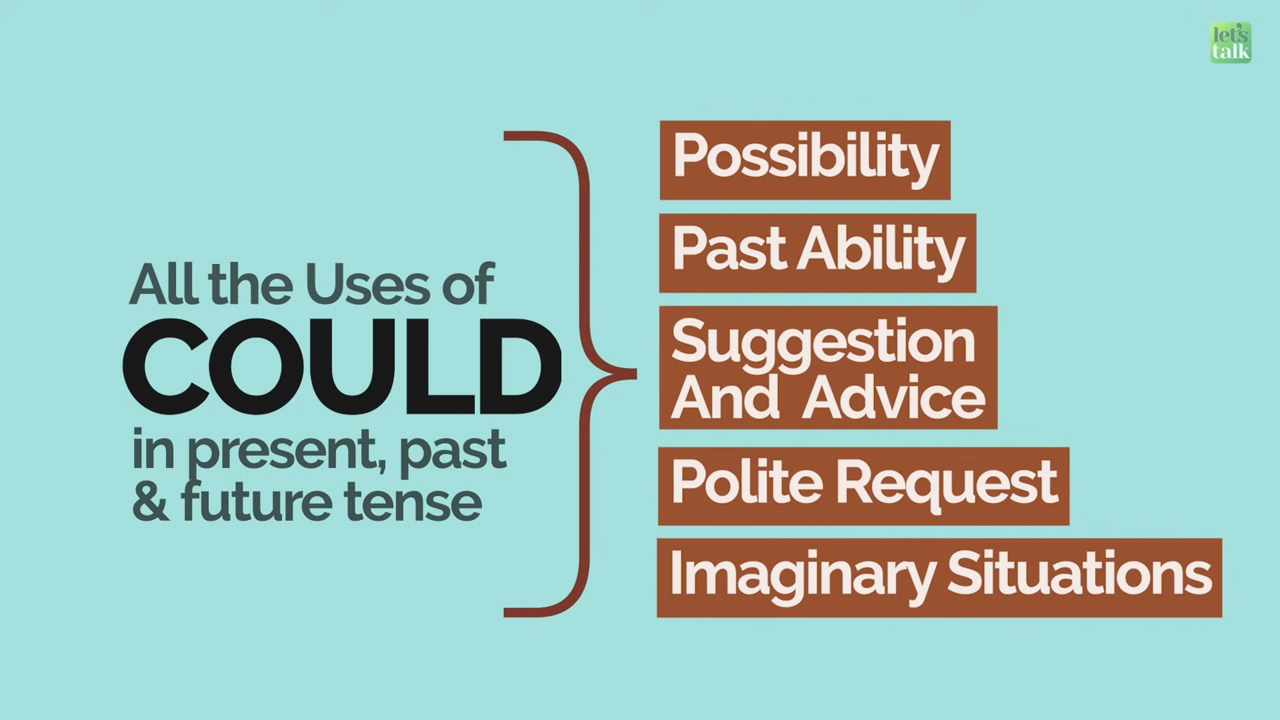 let's
talk
All the Uses of
COULD
in present, past
& future tense
Possibility
Past Ability
Suggestion
And Advice
Polite Request
Imaginary Situations